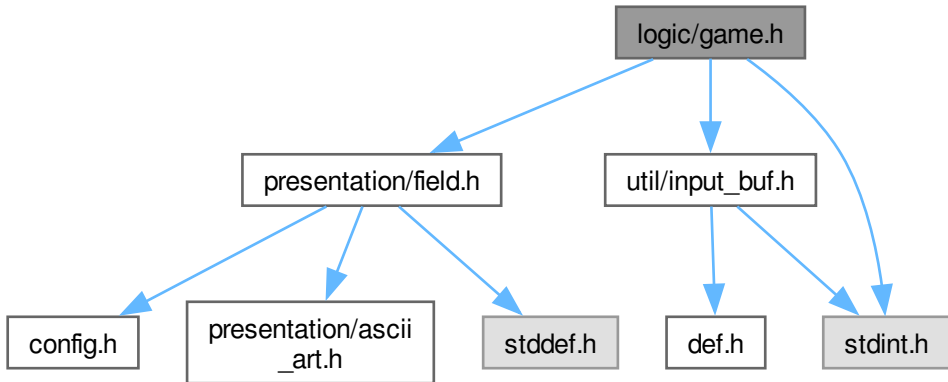 logic/game.h
presentation/field.h
util/input_buf.h
config.h
presentation/ascii
_art.h
stddef.h
def.h
stdint.h